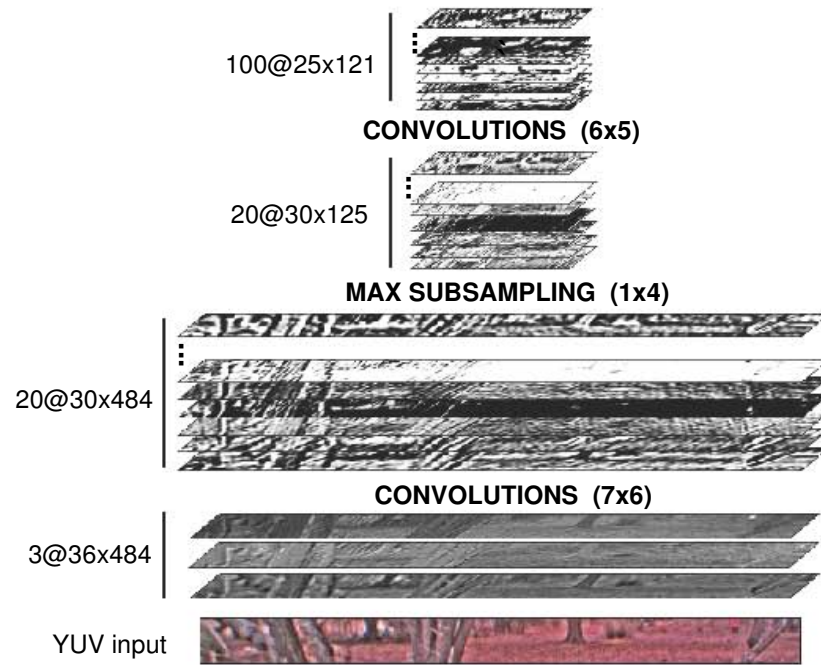 100@25x121
CONVOLUTIONS (6x5)
20@30x125
MAX SUBSAMPLING (1x4)
20@30x484
CONVOLUTIONS (7x6)
3@36x484
YUV input